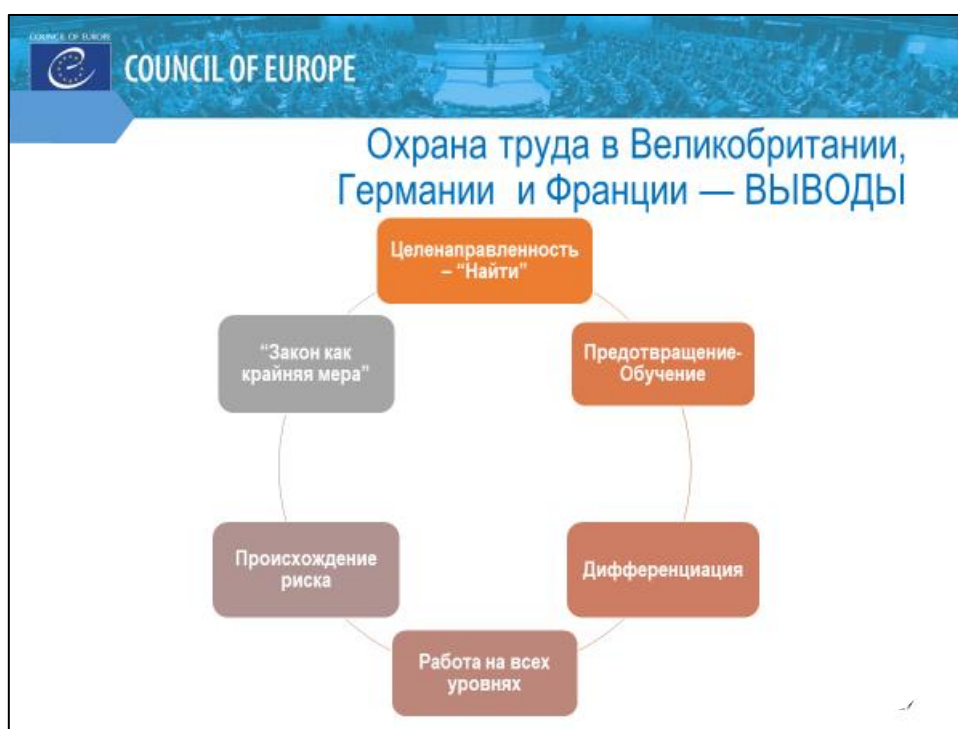 COUNCIL OF EUROPE
COUNCIL OF EUROPE
Охрана труда в Великобритании,
Германии и Франции — ВЫВОДЫ
Целенаправленность
– “Найти”
Предотвращение-
Обучение
Дифференциация
Работа на всех
уровнях
Происхождение
риска
“Закон как
крайняя мера”